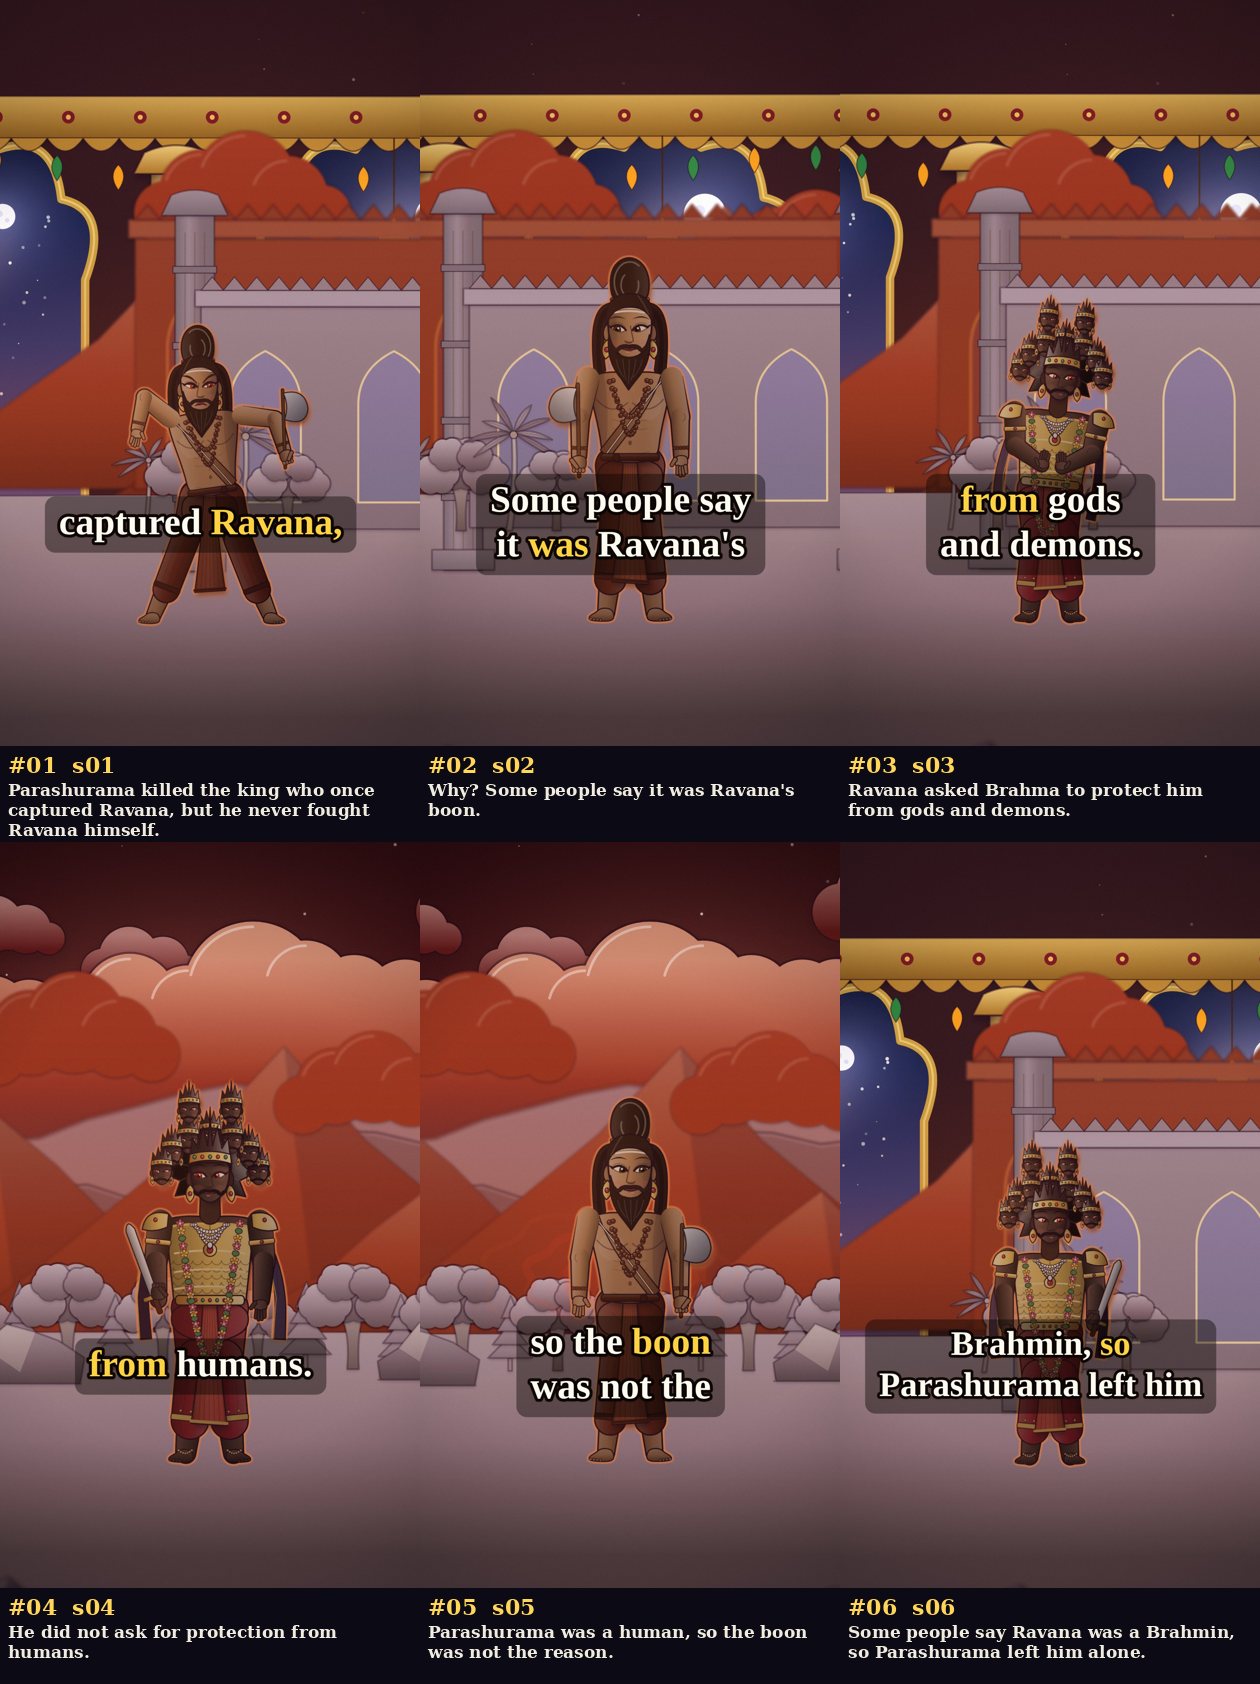 captured Ravana,
#01 s01
Parashurama killed the king who once
captured Ravana, but he never fought
Ravana himself.
Some people say
it was Ravana's
#02 s02
Why? Some people say it was Ravana's
boon.
from gods
and demons.
#03 s03
Ravana asked Brahma to protect him
from gods and demons.
from humans.
#04 s04
He did not ask for protection from
humans.
so the boon
was not the
#05 s05
Parashurama was a human, so the boon
was not the reason.
Brahmin, so
Parashurama left him
#06 s06
Some people say Ravana was a Brahmin,
so Parashurama left him alone.